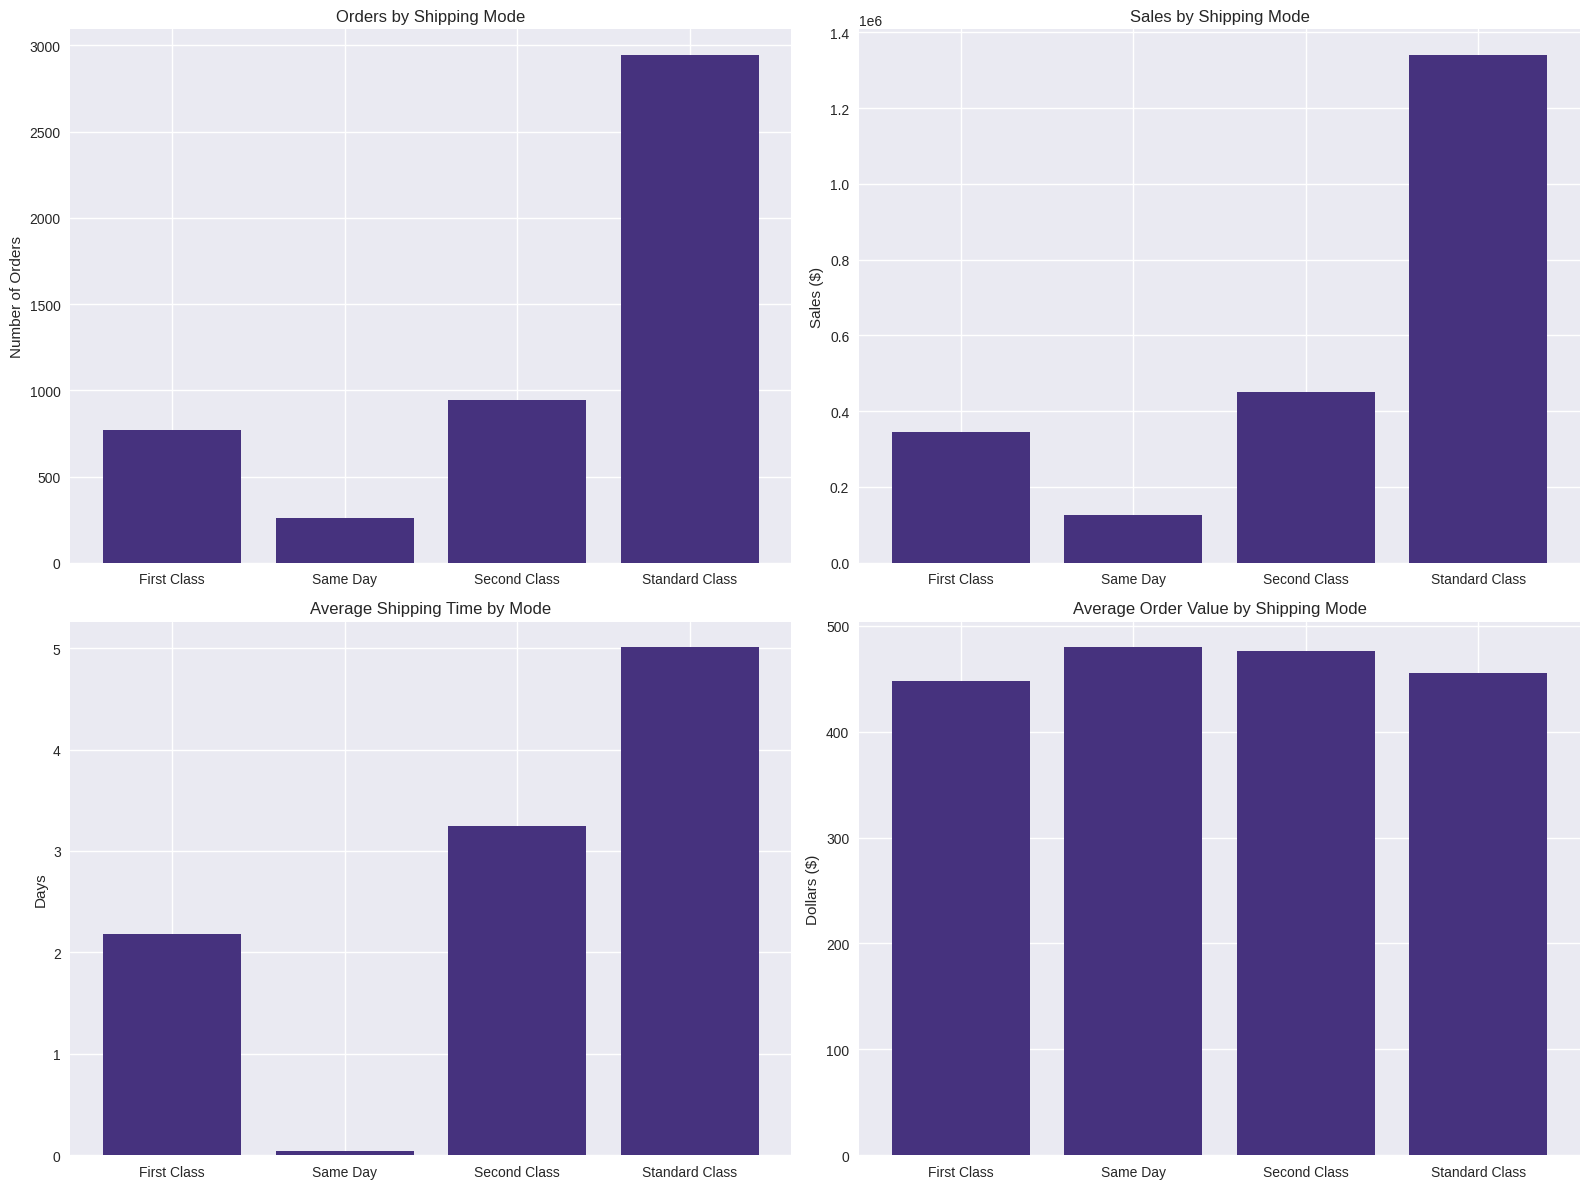 Orders by Shipping Mode
Number of Orders
3000
2500
2000
1500
1000
500
0
First Class
Same Day
Second Class
Standard Class
Sales by Shipping Mode
1e6
Sales ($)
1.4
1.2
1.0
0.8
0.6
0.4
0.2
0.0
First Class
Same Day
Second Class
Standard Class
Average Shipping Time by Mode
Days
5
4
3
2
1
0
First Class
Same Day
Second Class
Standard Class
Average Order Value by Shipping Mode
Dollars ($)
500
400
300
200
100
0
First Class
Same Day
Second Class
Standard Class